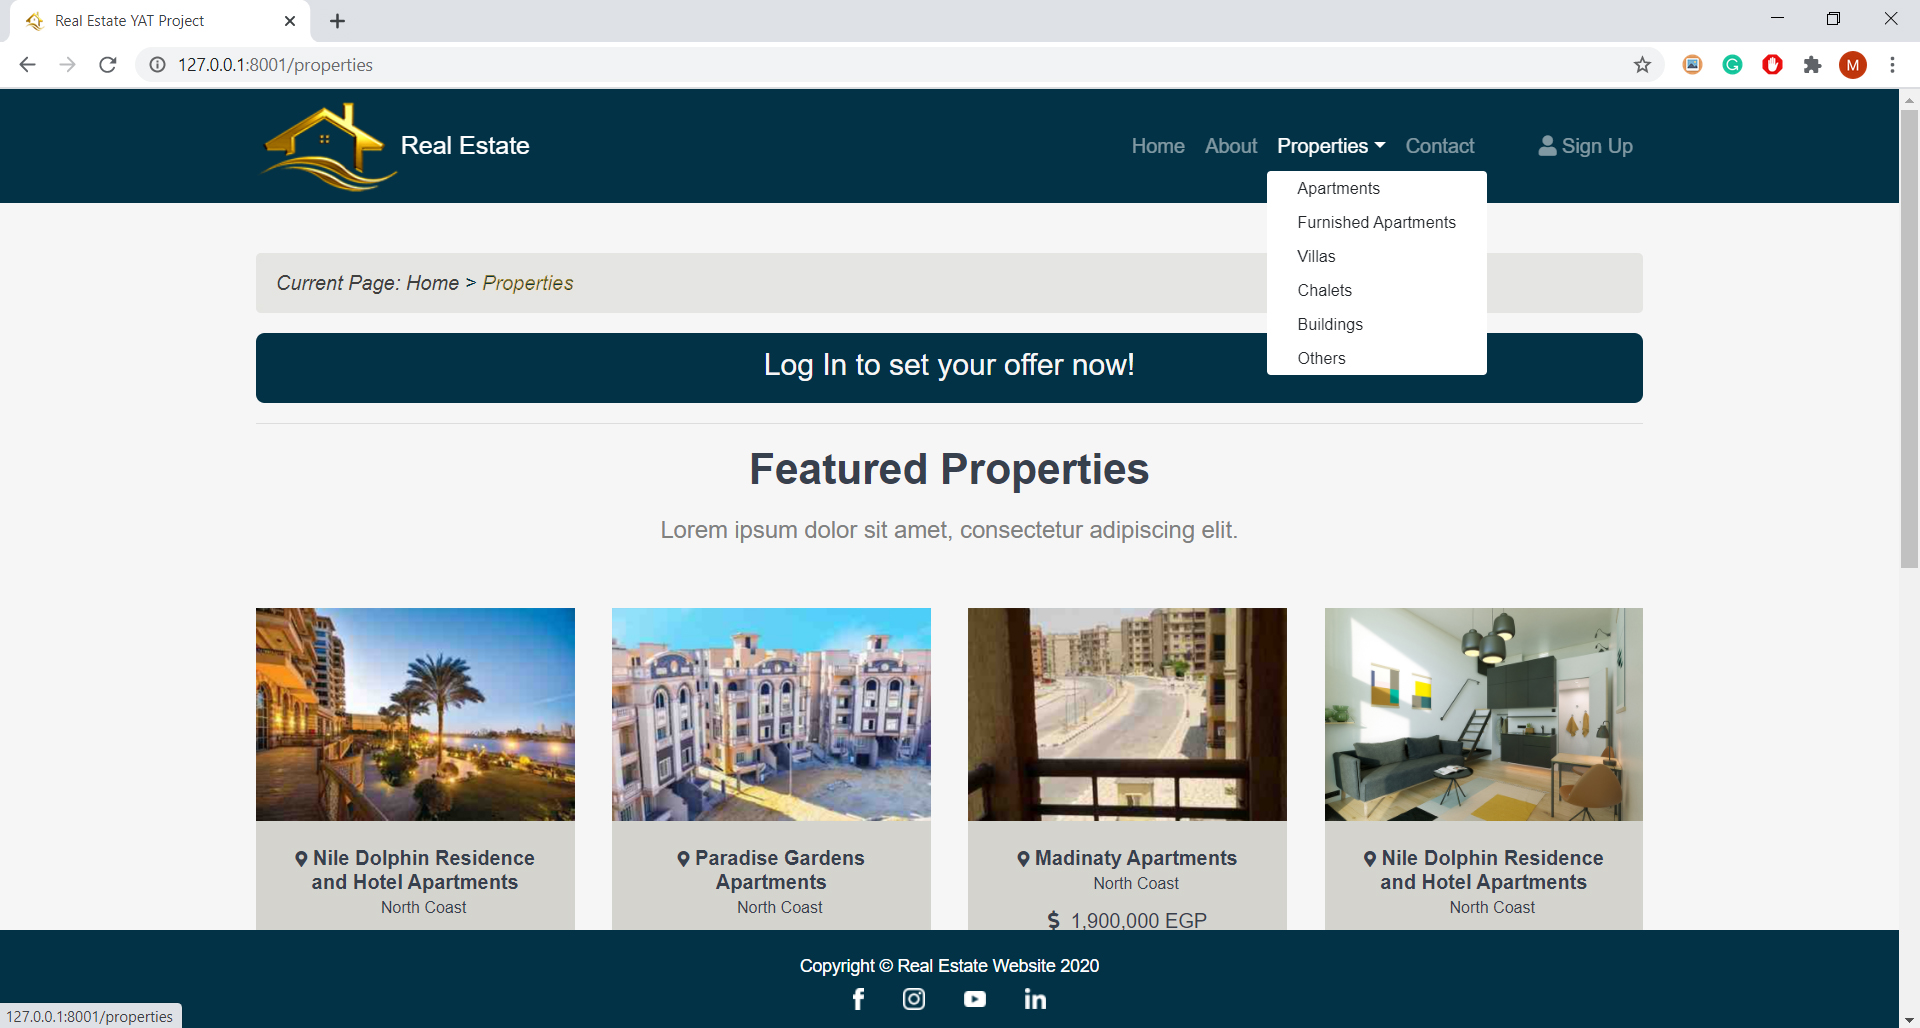 Real Estate YAT Project
127.0.0.1:8001/properties
M
Real Estate
Home About Properties Contact Sign Up
Apartments
Furnished Apartments
Villas
Chalets
Buildings
Others
Current Page: Home > Properties
Log In to set your offer now!
Featured Properties
Lorem ipsum dolor sit amet, consectetur adipiscing elit.
Nile Dolphin Residence
and Hotel Apartments
North Coast
Paradise Gardens
Apartments
North Coast
Madinaty Apartments
North Coast
$ 1,900,000 EGP
Nile Dolphin Residence
and Hotel Apartments
North Coast
Copyright © Real Estate Website 2020
127.0.0.1:8001/properties